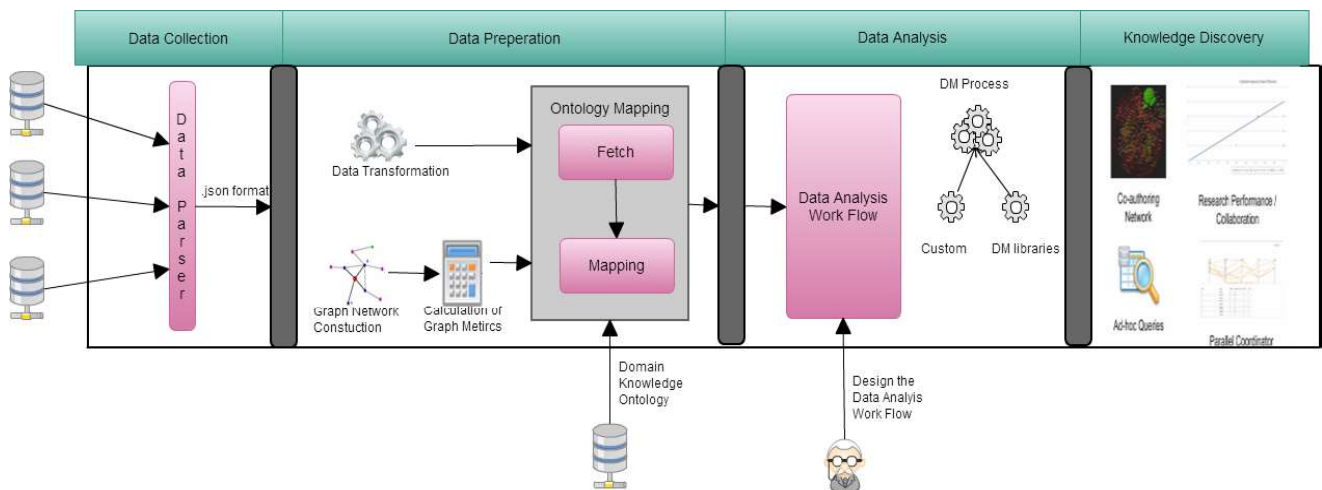 Data Collection
Data Preperation
Data Analysis
Knowledge Discovery
Data Parser
.json format
Data Transformation
Graph Network
Constuction
Calculation of
Graph Metircs
Ontology Mapping
Fetch
Mapping
Domain
Knowledge
Ontology
Data Analysis
Work Flow
Design the
Data Analyis
Work Flow
DM Process
Custom
DM libraries
Co-authoring
Network
Research Performance /
Collaboration
Ad-hoc Queries
Parallel Coordinator